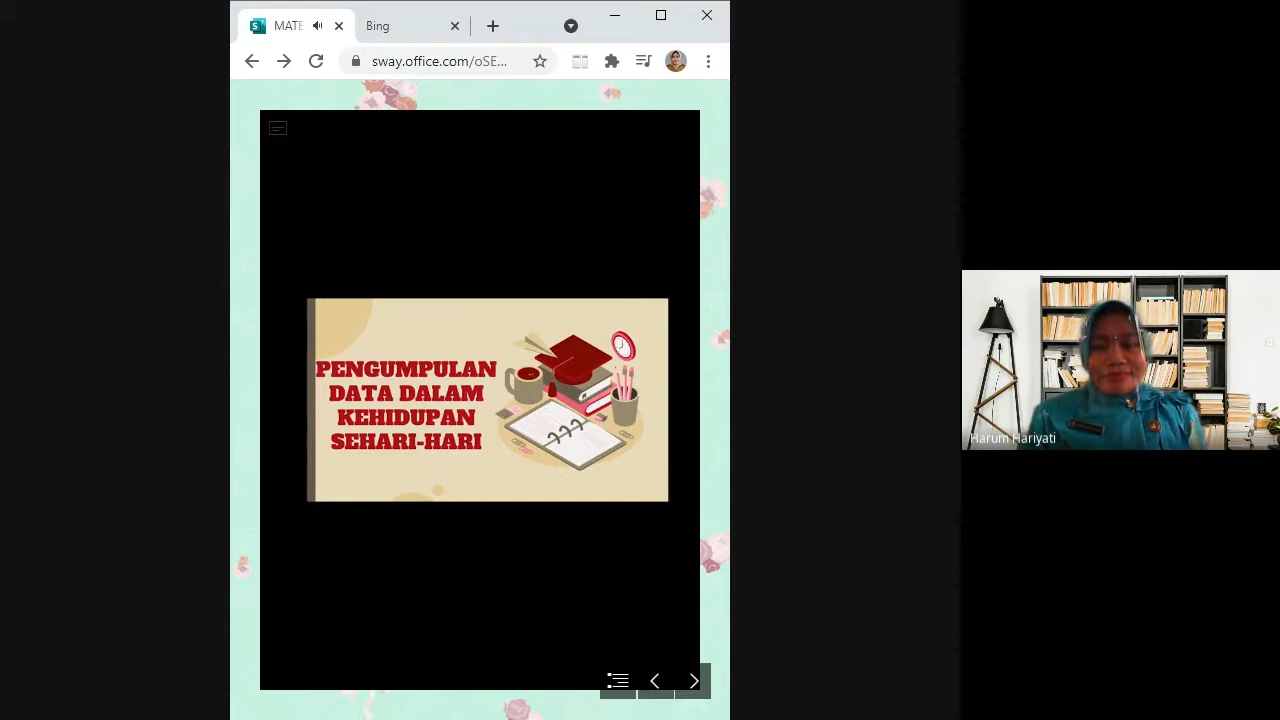 MATE
Bing
sway.office.com/oSE...
PENGUMPULAN
DATA DALAM
KEHIDUPAN
SEHARI-HARI
Harum Hariyati